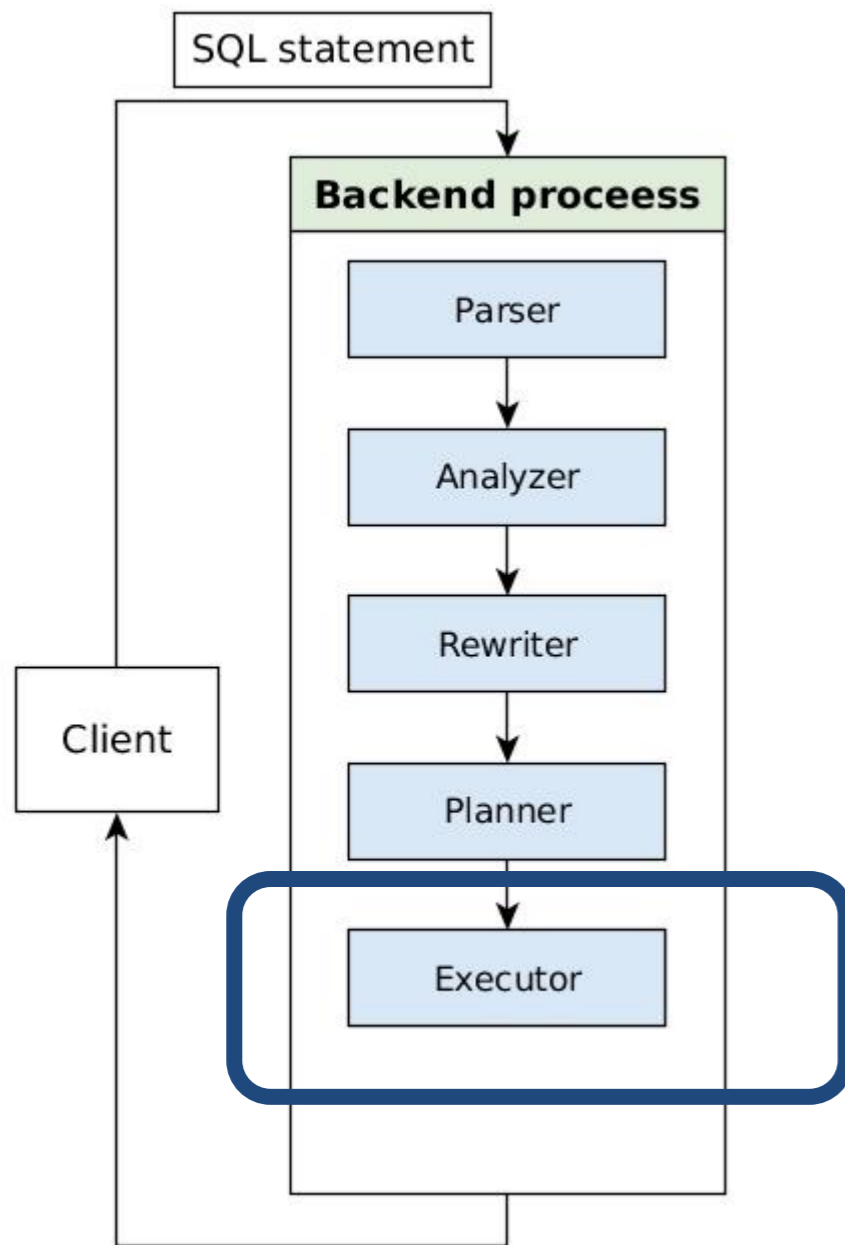 SQL statement
Backend proceess
Parser
Analyzer
Rewriter
Client
Planner
Executor